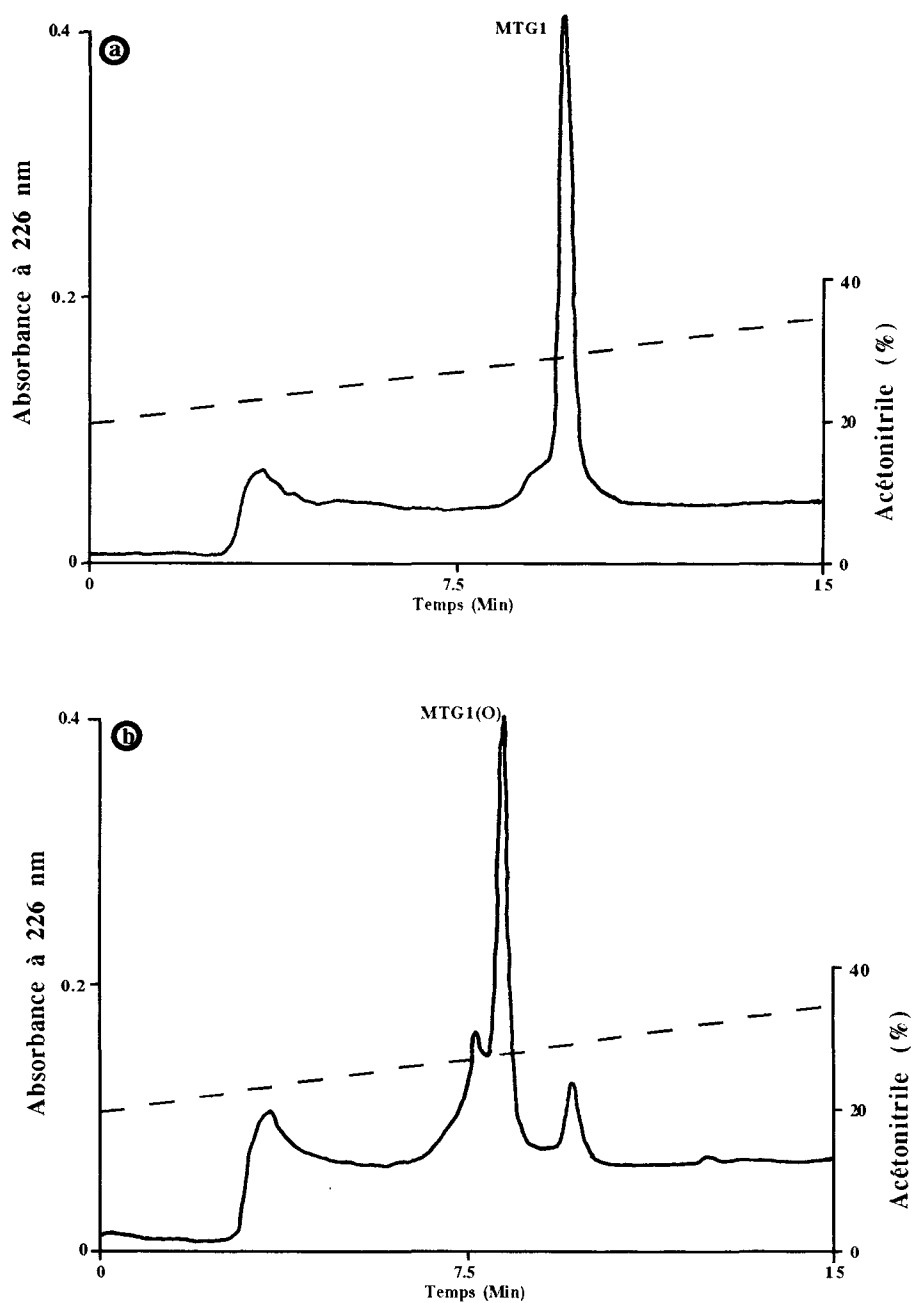 MTG1
0.4
a
Absorbance à 226 nm
0.2
0
40
20
0
Acétonitrile (%)
0
7.5
15
Temps (Min)
MTG1(O)
0.4
b
Absorbance à 226 nm
0.2
0
40
20
0
Acétonitrile (%)
0
7.5
15
Temps (Min)